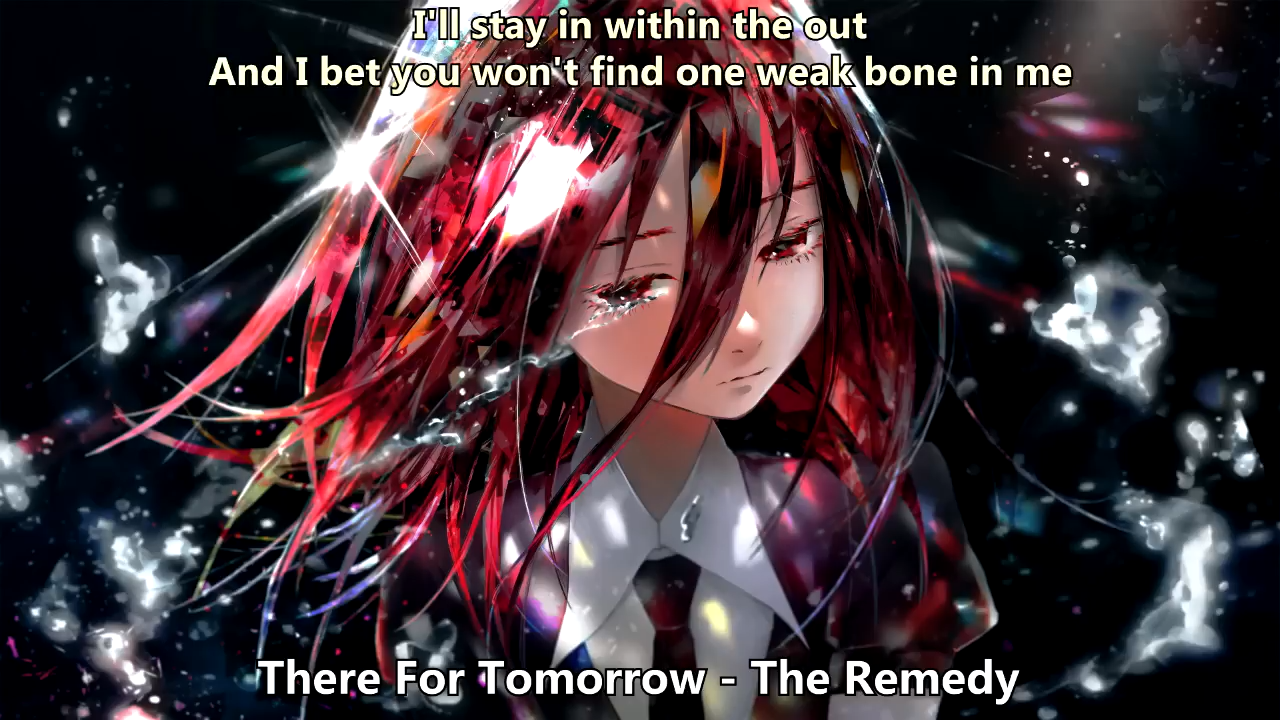 I'll stay in within the out
And I bet you won't find one weak bone in me
There For Tomorrow - The Remedy